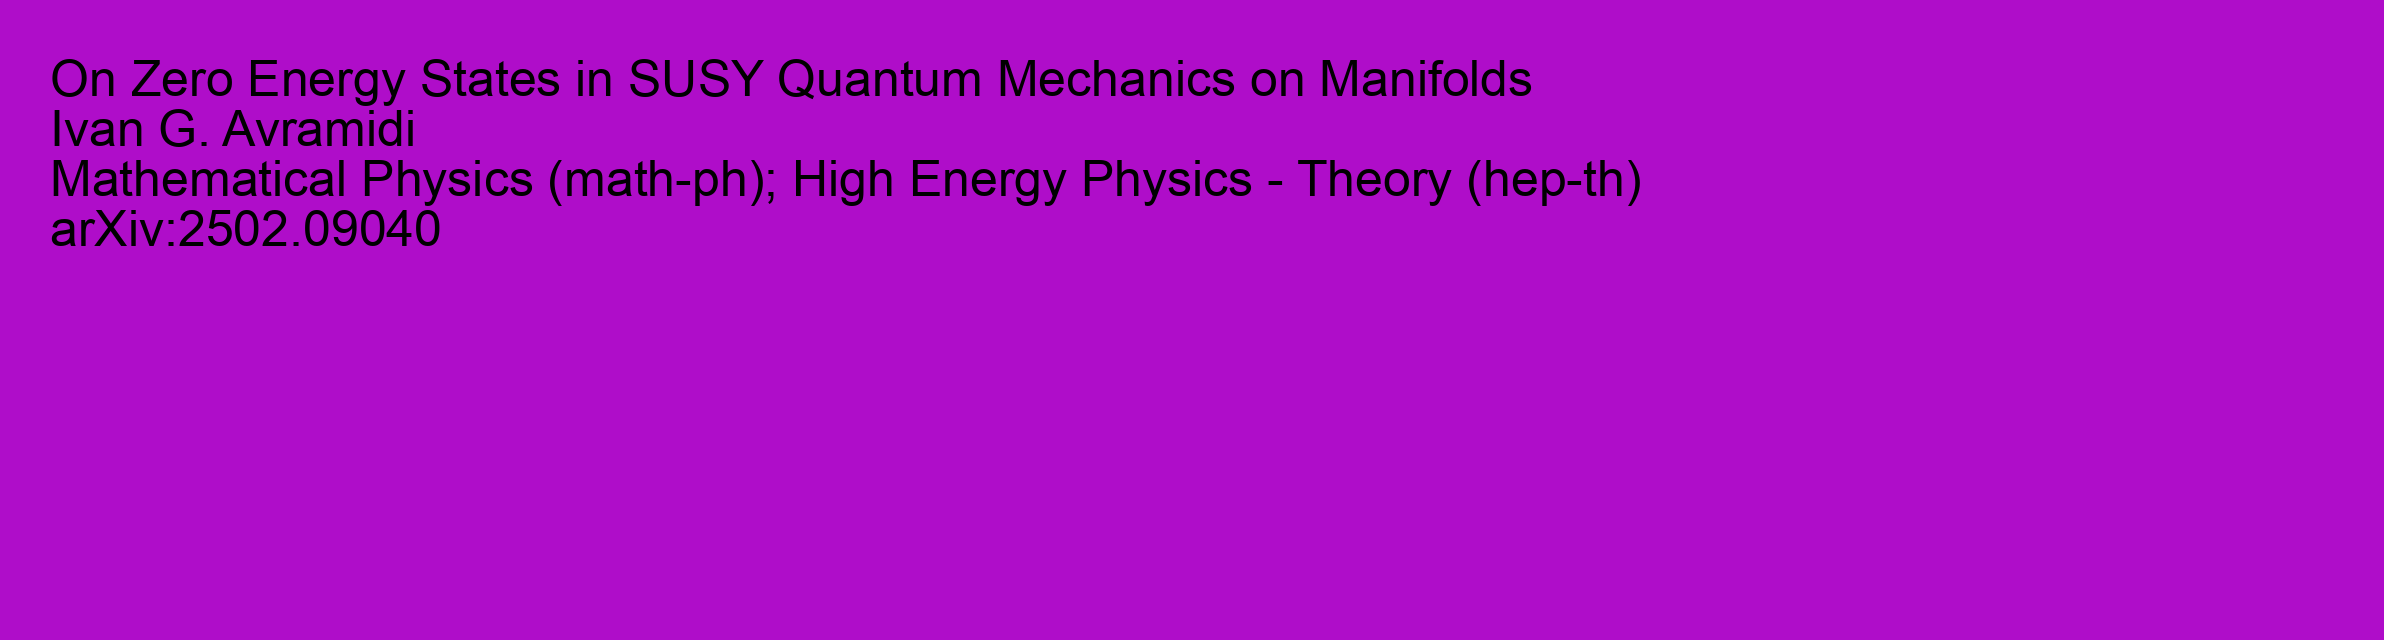 On Zero Energy States in SUSY Quantum Mechanics on Manifolds
Ivan G. Avramidi
Mathematical Physics (math-ph); High Energy Physics - Theory (hep-th)
arXiv:2502.09040